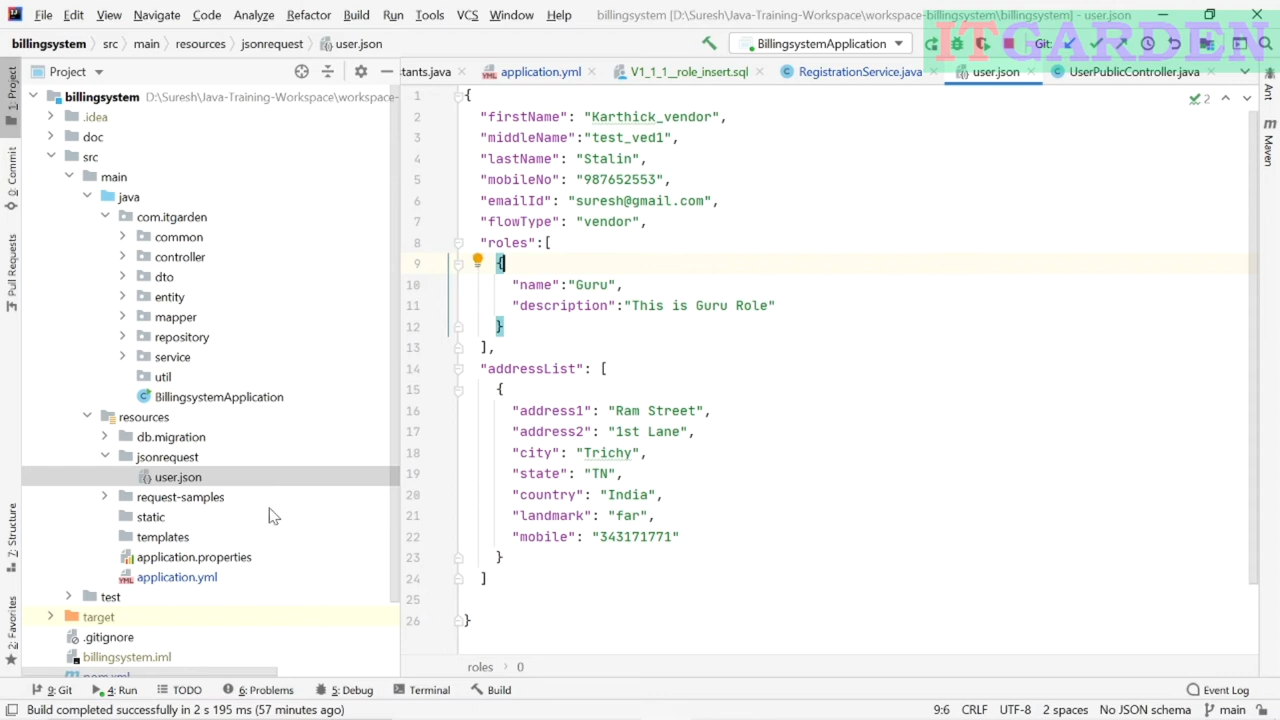 File Edit View Navigate Code Analyze Refactor Build Run Tools VCS Window Help billingsystem [D:\Suresh\Java-Training-Workspace\workspace-billingsystem\billingsystem] - user.json
ITGARDEN
billingsystem src main resources jsonrequest user.json BillingsystemApplication Git:
Project tants.java application.yml V1_1_1__role_insert.sql RegistrationService.java user.json UserPublicController.java
1: Project
0: Commit
Pull Requests
7: Structure
2: Favorites
Ant
Maven
billingsystem D:\Suresh\Java-Training-Workspace\workspace-
.idea
doc
src
main
java
com.itgarden
common
controller
dto
entity
mapper
repository
service
util
BillingsystemApplication
resources
db.migration
jsonrequest
user.json
request-samples
static
templates
application.properties
application.yml
test
target
.gitignore
billingsystem.iml
pom.xml
2
1 {
2 "firstName": "Karthick_vendor",
3 "middleName":"test_ved1",
4 "lastName": "Stalin",
5 "mobileNo": "987652553",
6 "emailId": "suresh@gmail.com",
7 "flowType": "vendor",
8 "roles":[
9 {
10 "name":"Guru",
11 "description":"This is Guru Role"
12 }
13 ],
14 "addressList": [
15 {
16 "address1": "Ram Street",
17 "address2": "1st Lane",
18 "city": "Trichy",
19 "state": "TN",
20 "country": "India",
21 "landmark": "far",
22 "mobile": "343171771"
23 }
24 ]
25
26 }
roles 0
9: Git 4: Run TODO 6: Problems 5: Debug Terminal Build Event Log
Build completed successfully in 2 s 195 ms (57 minutes ago) 9:6 CRLF UTF-8 2 spaces No JSON schema main